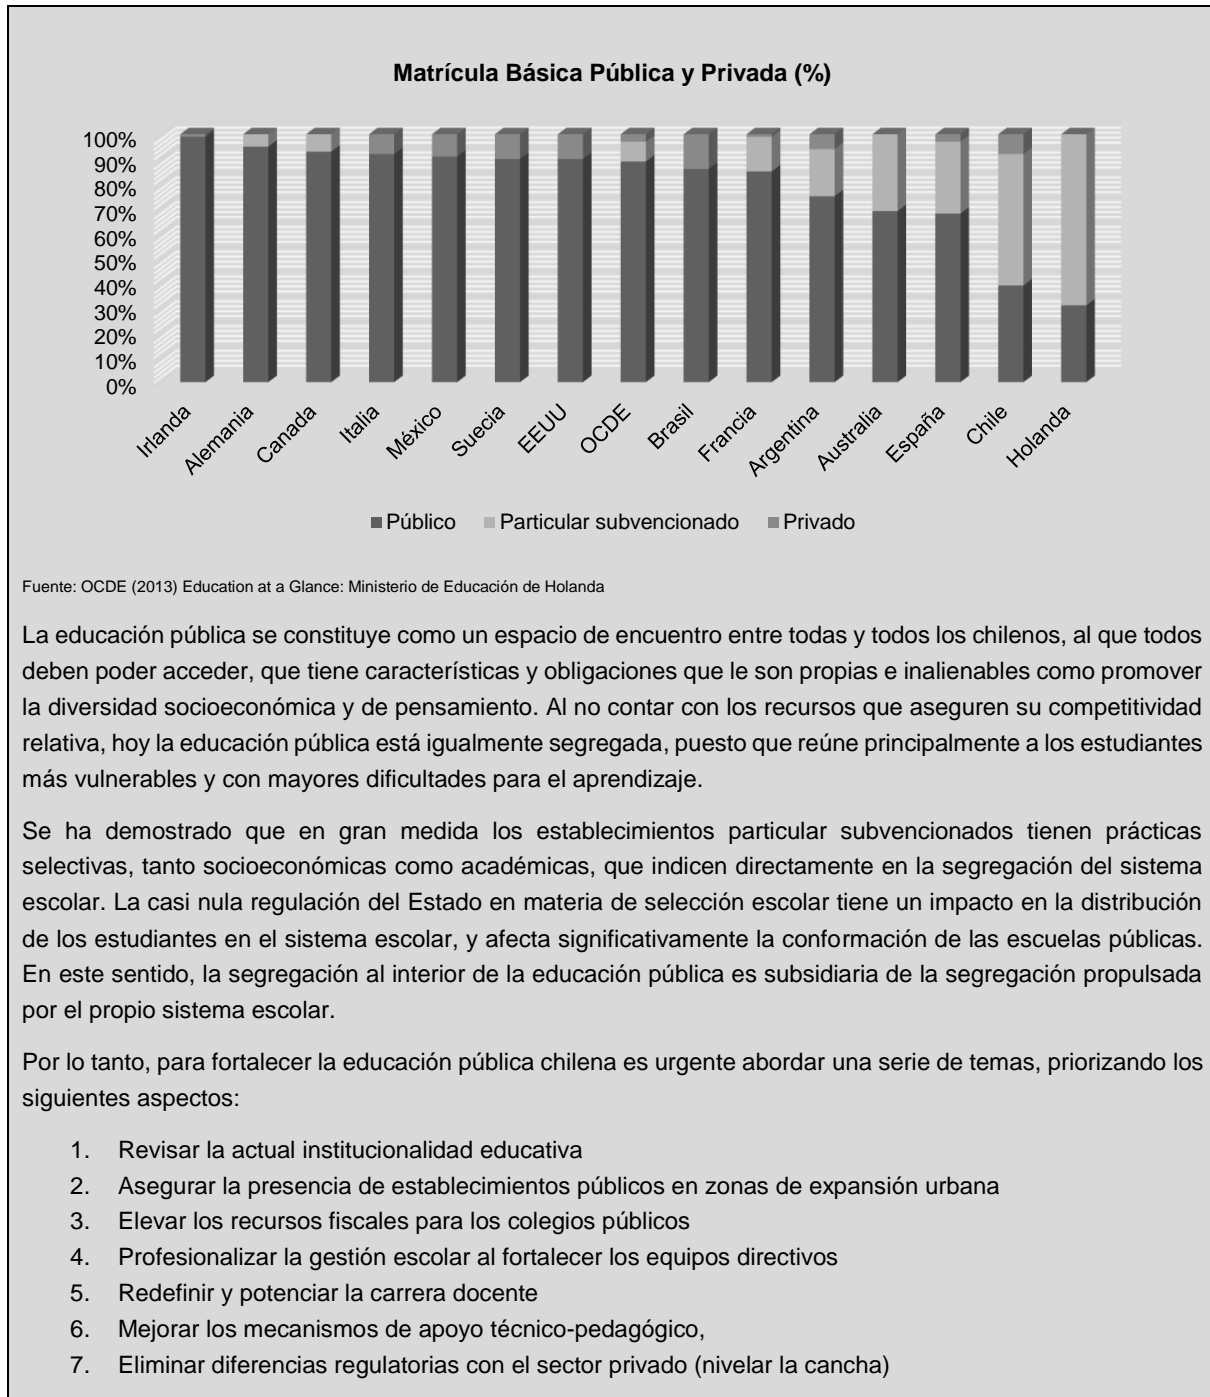 Matrícula Básica Pública y Privada (%)
100%
90%
80%
70%
60%
50%
40%
30%
20%
10%
0%
Irlanda
Alemania
Canada
Italia
México
Suecia
EEUU
OCDE
Brasil
Francia
Argentina
Australia
España
Chile
Holanda
Público Particular subvencionado Privado
Fuente: OCDE (2013) Education at a Glance: Ministerio de Educación de Holanda
La educación pública se constituye como un espacio de encuentro entre todas y todos los chilenos, al que todos
deben poder acceder, que tiene características y obligaciones que le son propias e inalienables como promover
la diversidad socioeconómica y de pensamiento. Al no contar con los recursos que aseguren su competitividad
relativa, hoy la educación pública está igualmente segregada, puesto que reúne principalmente a los estudiantes
más vulnerables y con mayores dificultades para el aprendizaje.
Se ha demostrado que en gran medida los establecimientos particular subvencionados tienen prácticas
selectivas, tanto socioeconómicas como académicas, que indicen directamente en la segregación del sistema
escolar. La casi nula regulación del Estado en materia de selección escolar tiene un impacto en la distribución
de los estudiantes en el sistema escolar, y afecta significativamente la conformación de las escuelas públicas.
En este sentido, la segregación al interior de la educación pública es subsidiaria de la segregación propulsada
por el propio sistema escolar.
Por lo tanto, para fortalecer la educación pública chilena es urgente abordar una serie de temas, priorizando los
siguientes aspectos:
1. Revisar la actual institucionalidad educativa
2. Asegurar la presencia de establecimientos públicos en zonas de expansión urbana
3. Elevar los recursos fiscales para los colegios públicos
4. Profesionalizar la gestión escolar al fortalecer los equipos directivos
5. Redefinir y potenciar la carrera docente
6. Mejorar los mecanismos de apoyo técnico-pedagógico,
7. Eliminar diferencias regulatorias con el sector privado (nivelar la cancha)